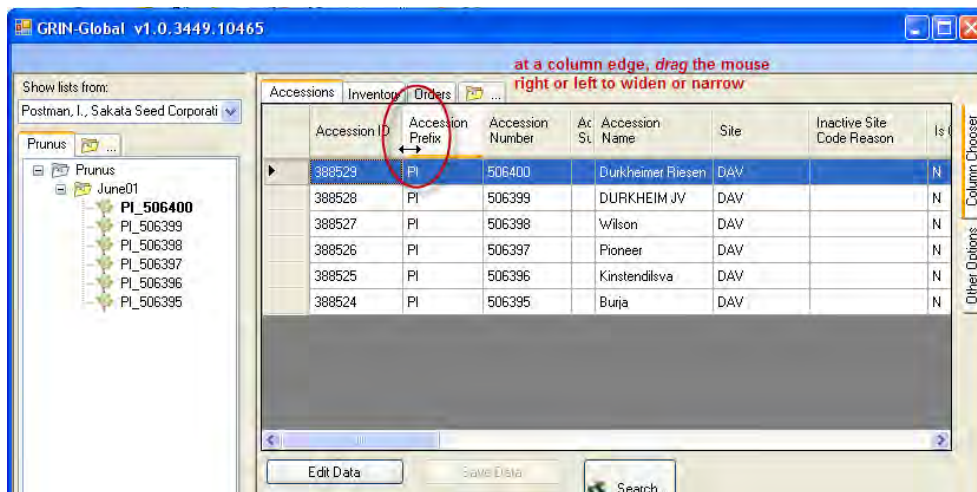 GRIN-Global v1.0.3449.10465
at a column edge, drag the mouse
right or left to widen or narrow
Show lists from:
Postman, I., Sakata Seed Corporati
Prunus ...
Prunus
June01
PI_506400
PI_506399
PI_506398
PI_506397
PI_506396
PI_506395
Accessions Inventory Orders ...
Accession ID Accession Prefix Accession Number Ac Su Accession Name Site Inactive Site Code Reason Is
388529 PI 506400 Durkheimer Riesen DAV N
388528 PI 506399 DURKHEIM JV DAV N
388527 PI 506398 Wilson DAV N
388526 PI 506397 Pioneer DAV N
388525 PI 506396 Kinstendilsva DAV N
388524 PI 506395 Burja DAV N
Column Chooser
Other Options
Edit Data Save Data Search